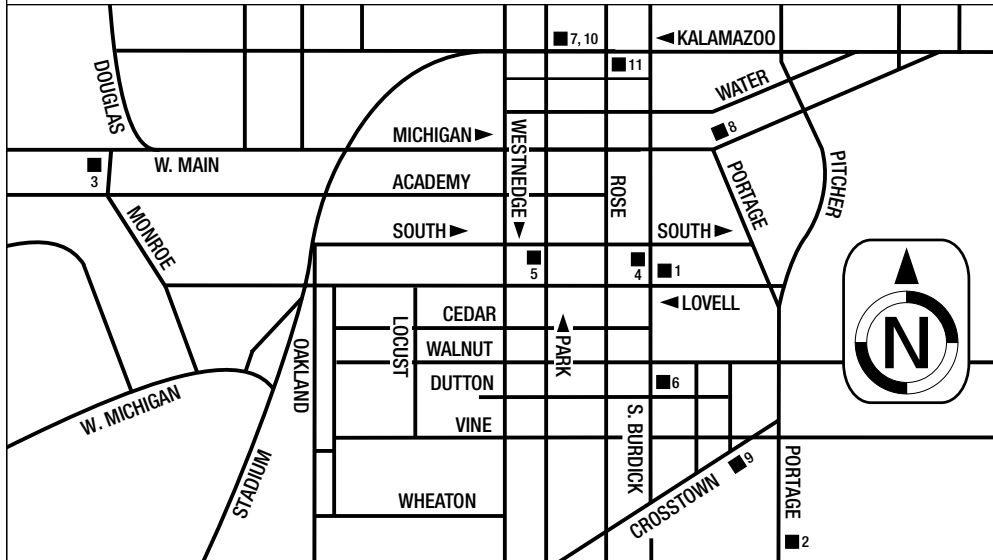 7, 10
◄ KALAMAZOO
11
DOUGLAS
WATER
MICHIGAN ►
WESTNEDGE ▼
8
W. MAIN
3
PITCHER
PORTAGE
ACADEMY
ROSE
MONROE
SOUTH ►
SOUTH ►
5
4
1
◄ LOVELL
N
CEDAR
LOCUST
OAKLAND
▲ PARK
WALNUT
DUTTON
6
W. MICHIGAN
VINE
S. BURDICK
STADIUM
9
CROSSTOWN
PORTAGE
WHEATON
2